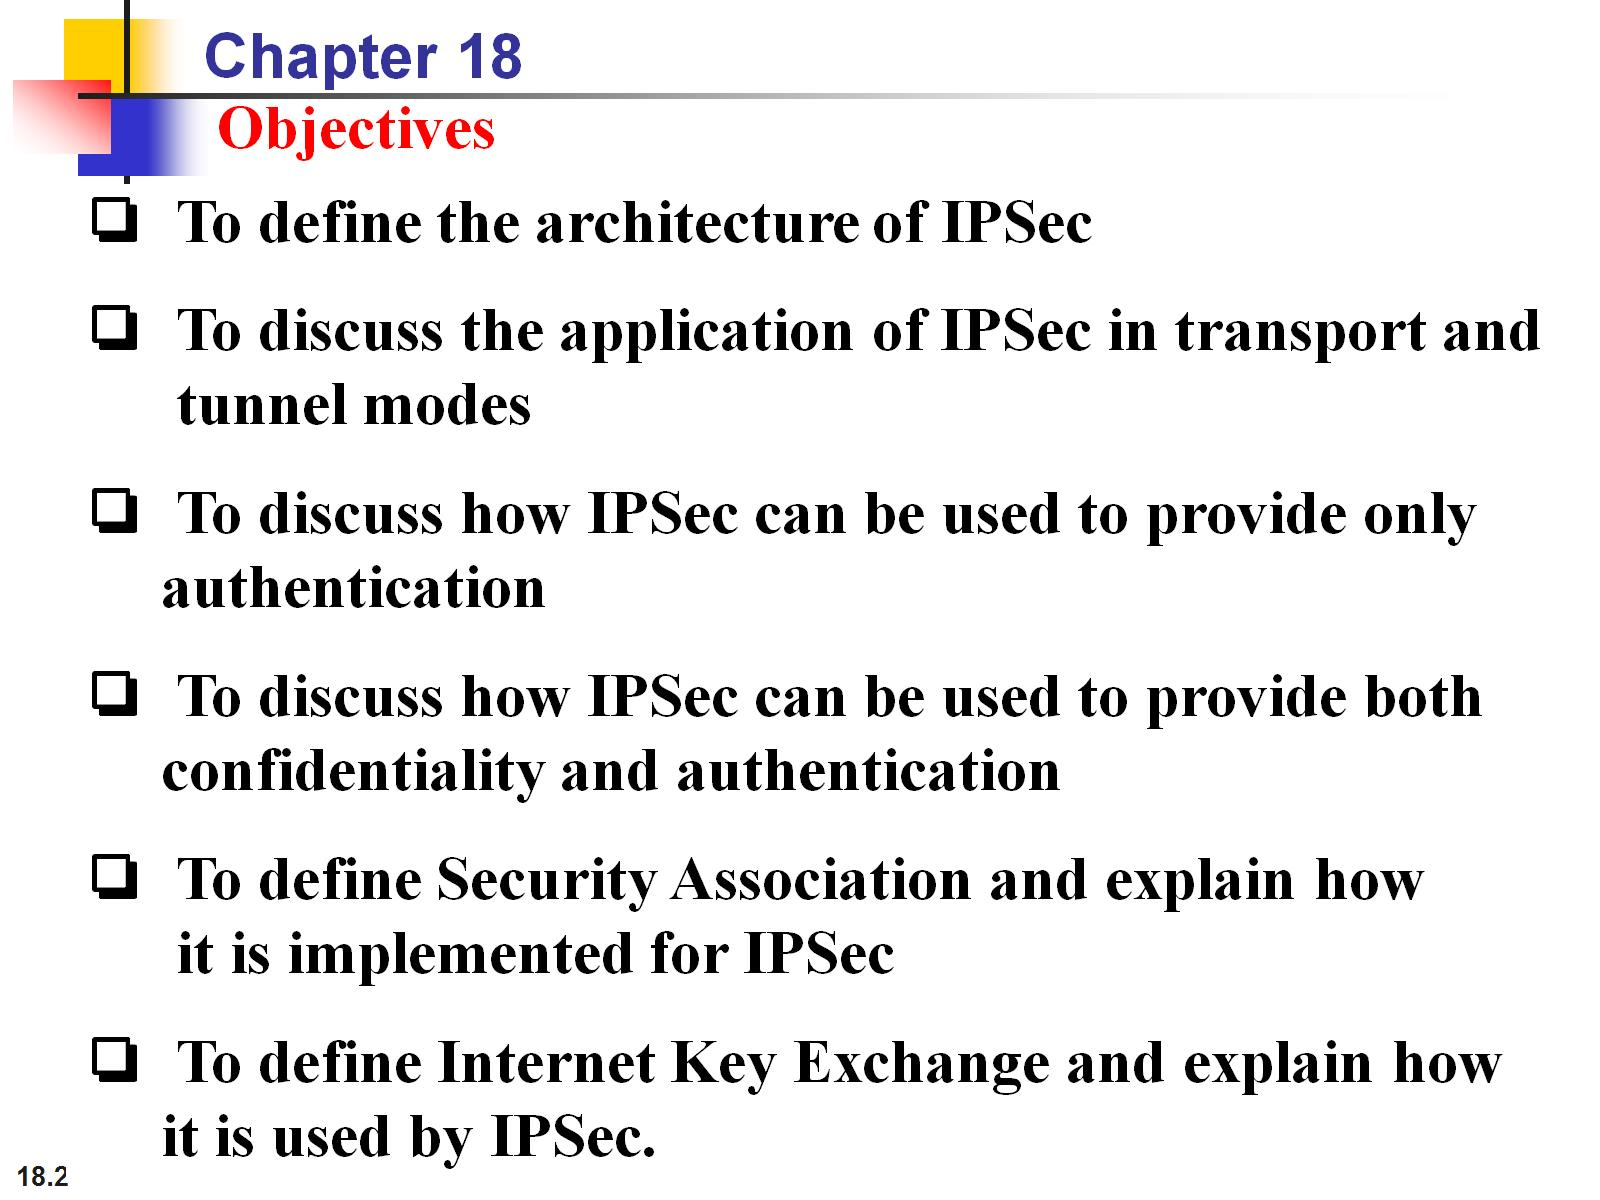 Chapter 18
Objectives
To define the architecture of IPSec
To discuss the application of IPSec in transport and
tunnel modes
To discuss how IPSec can be used to provide only
authentication
To discuss how IPSec can be used to provide both
confidentiality and authentication
To define Security Association and explain how
it is implemented for IPSec
To define Internet Key Exchange and explain how
it is used by IPSec.
18.2